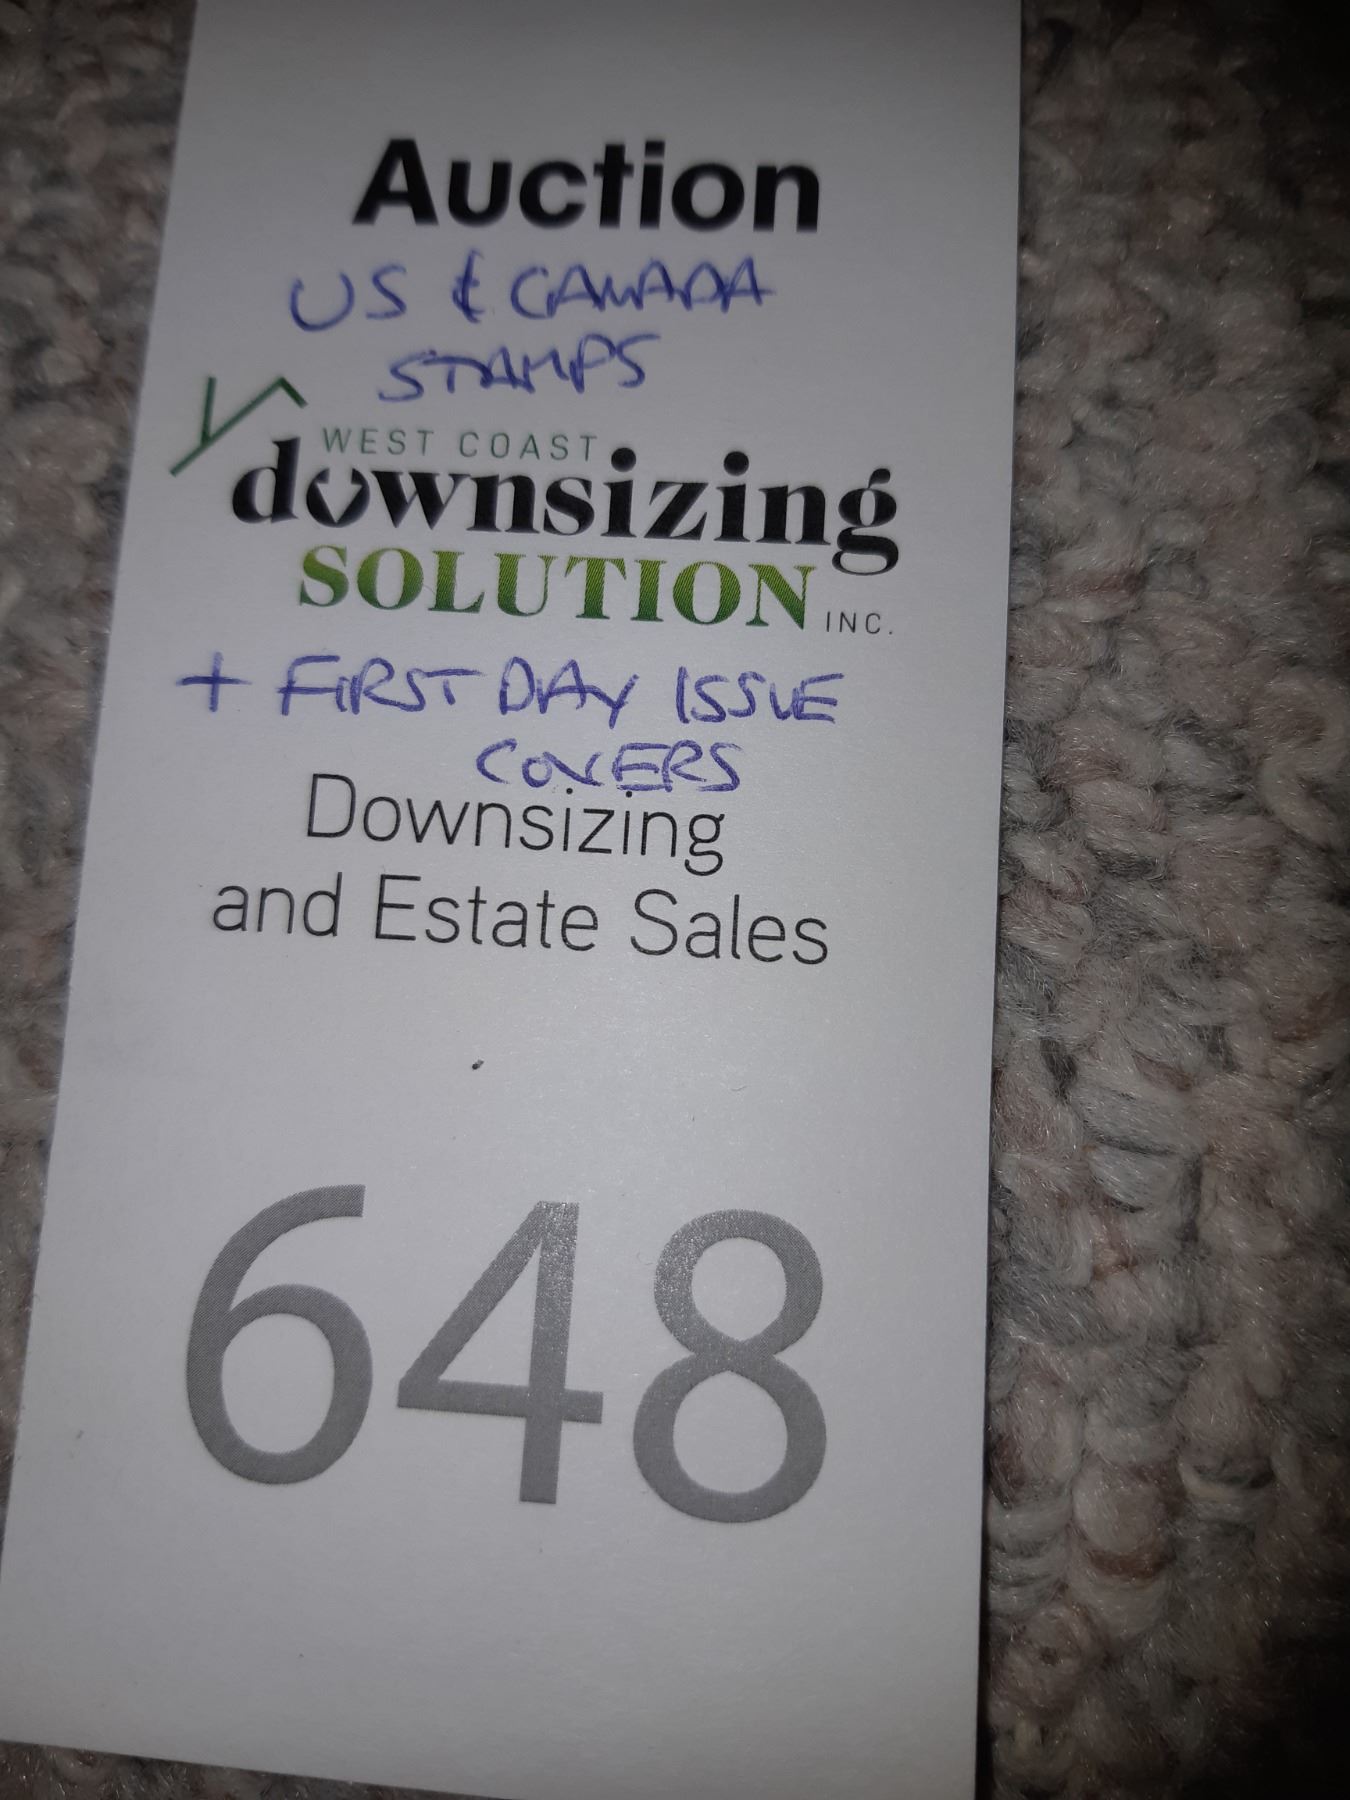 Auction
US & CANADA
STAMPS
WEST COAST
downsizing
SOLUTION INC.
+ FIRST DAY ISSUE
COVERS
Downsizing
and Estate Sales
648